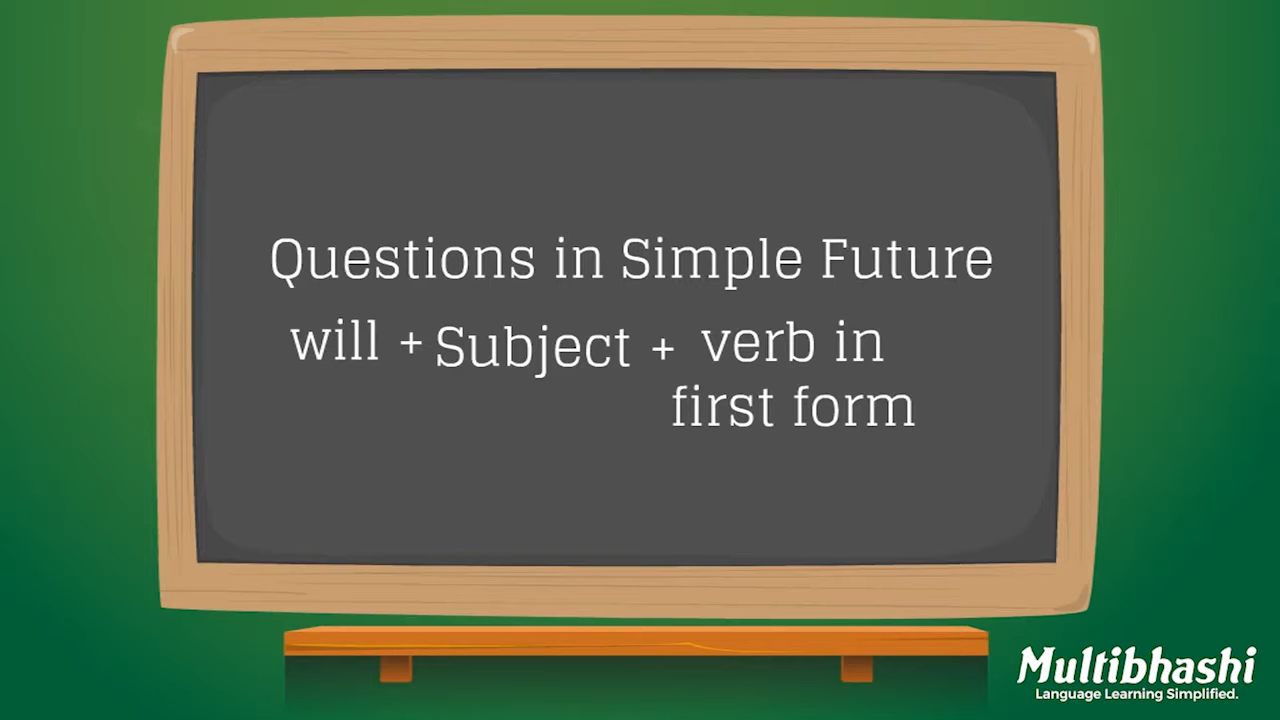 Questions in Simple Future
will + Subject + verb in
first form
Multibhashi
Language Learning Simplified.